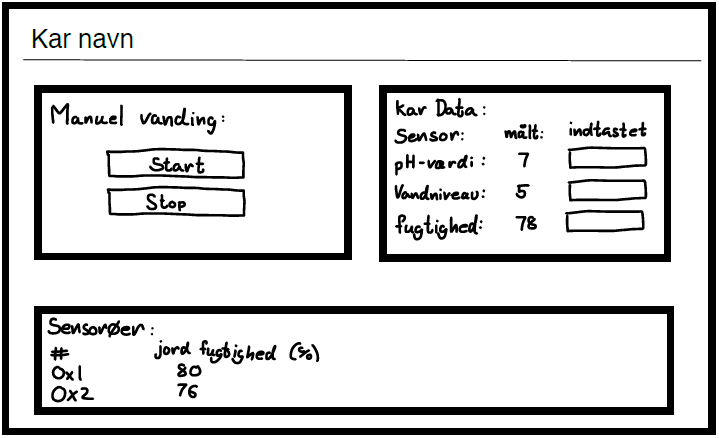 Kar navn
Manuel vanding:
Start
Stop
kar Data:
Sensor: målt: indtastet
pH-værdi: 7
Vandniveau: 5
fugtighed: 78
Sensorøer:
# jord fugtighed (%)
0x1 80
0x2 76